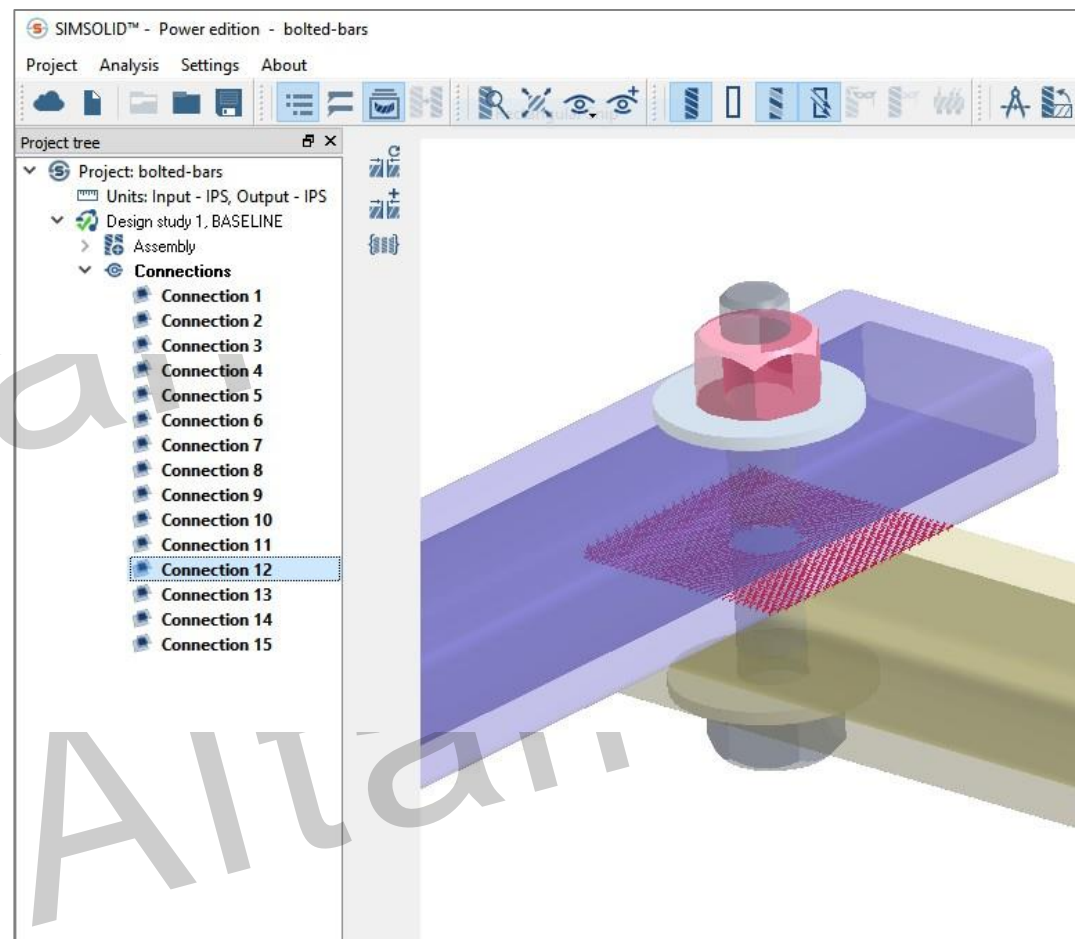 SIMSOLID™ - Power edition - bolted-bars
Project Analysis Settings About
Project tree
Project: bolted-bars
Units: Input - IPS, Output - IPS
Design study 1, BASELINE
Assembly
Connections
Connection 1
Connection 2
Connection 3
Connection 4
Connection 5
Connection 6
Connection 7
Connection 8
Connection 9
Connection 10
Connection 11
Connection 12
Connection 13
Connection 14
Connection 15